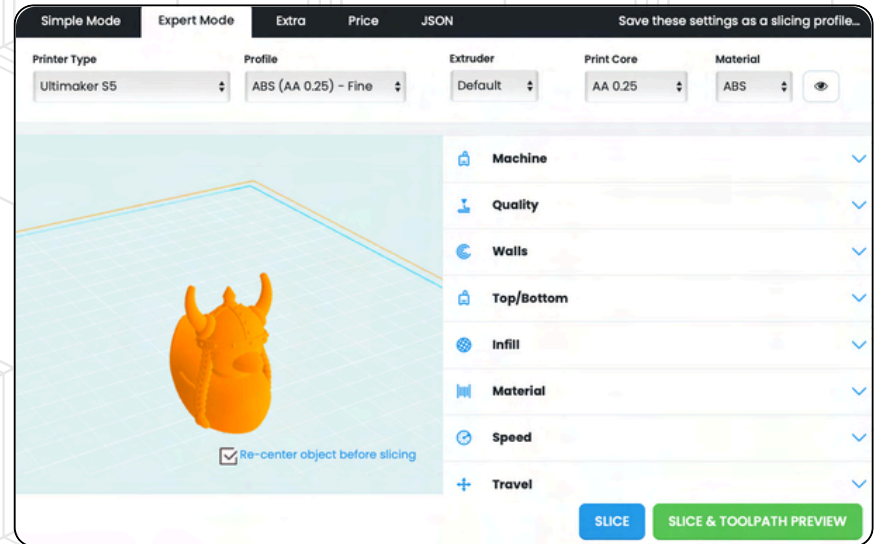 Simple Mode Expert Mode Extra Price JSON Save these settings as a slicing profile...
Printer Type Profile Extruder Print Core Material
Ultimaker S5 ABS (AA 0.25) - Fine Default AA 0.25 ABS
Machine
Quality
Walls
Top/Bottom
Infill
Material
Speed
Travel
Re-center object before slicing
SLICE SLICE & TOOLPATH PREVIEW